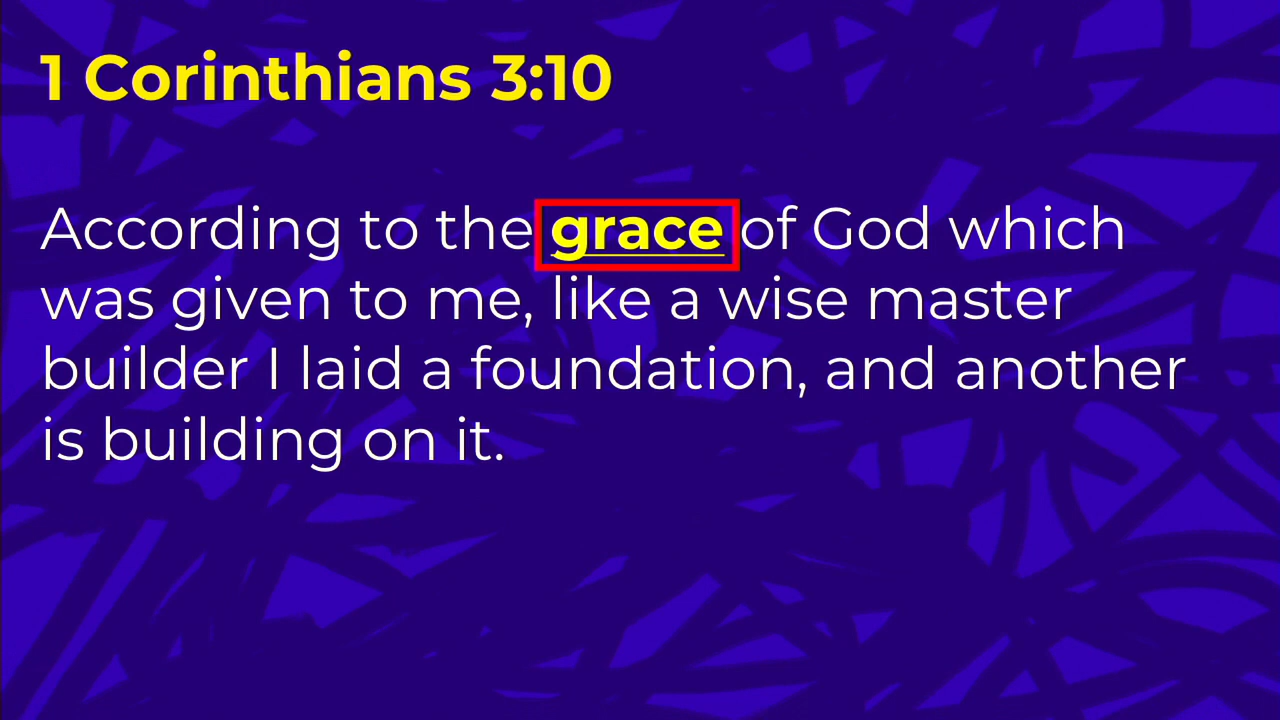 1 Corinthians 3:10
According to the grace of God which
was given to me, like a wise master
builder I laid a foundation, and another
is building on it.